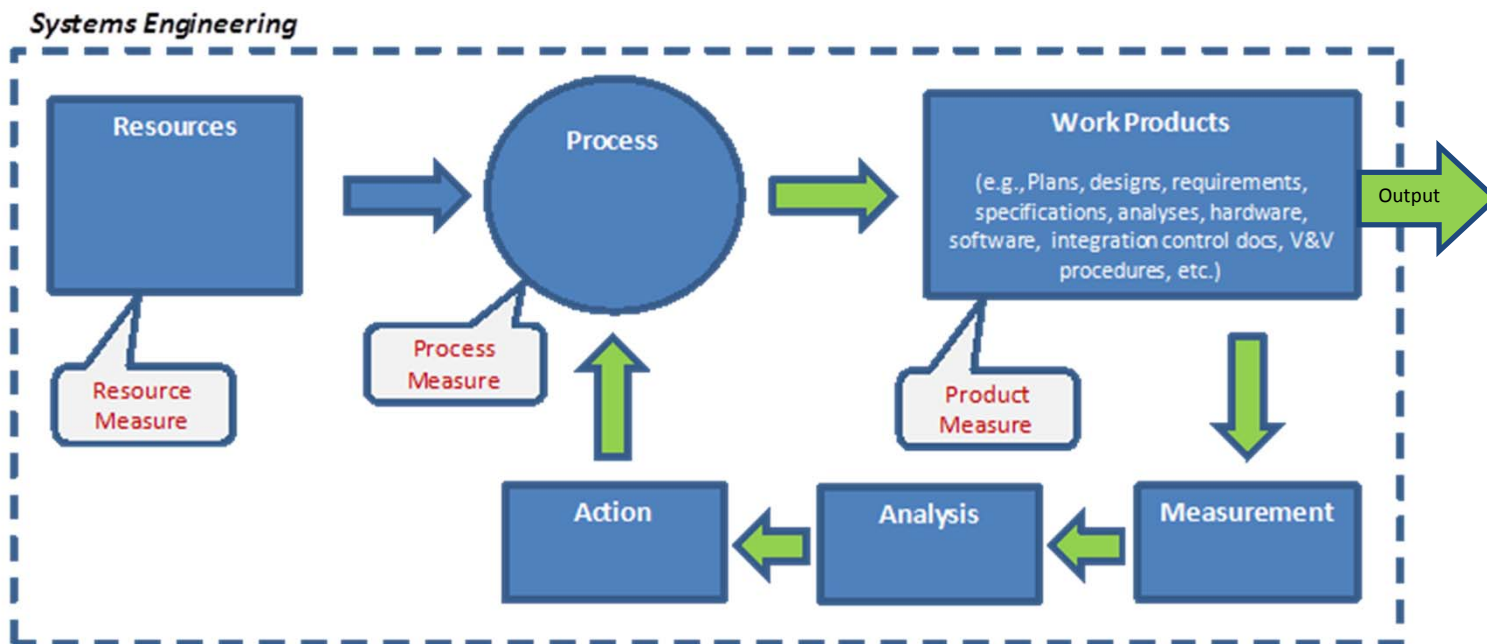 Systems Engineering
Resources
Process
Work Products
(e.g., Plans, designs, requirements,
specifications, analyses, hardware,
software, integration control docs, V&V
procedures, etc.)
Output
Resource
Measure
Process
Measure
Product
Measure
Action
Analysis
Measurement